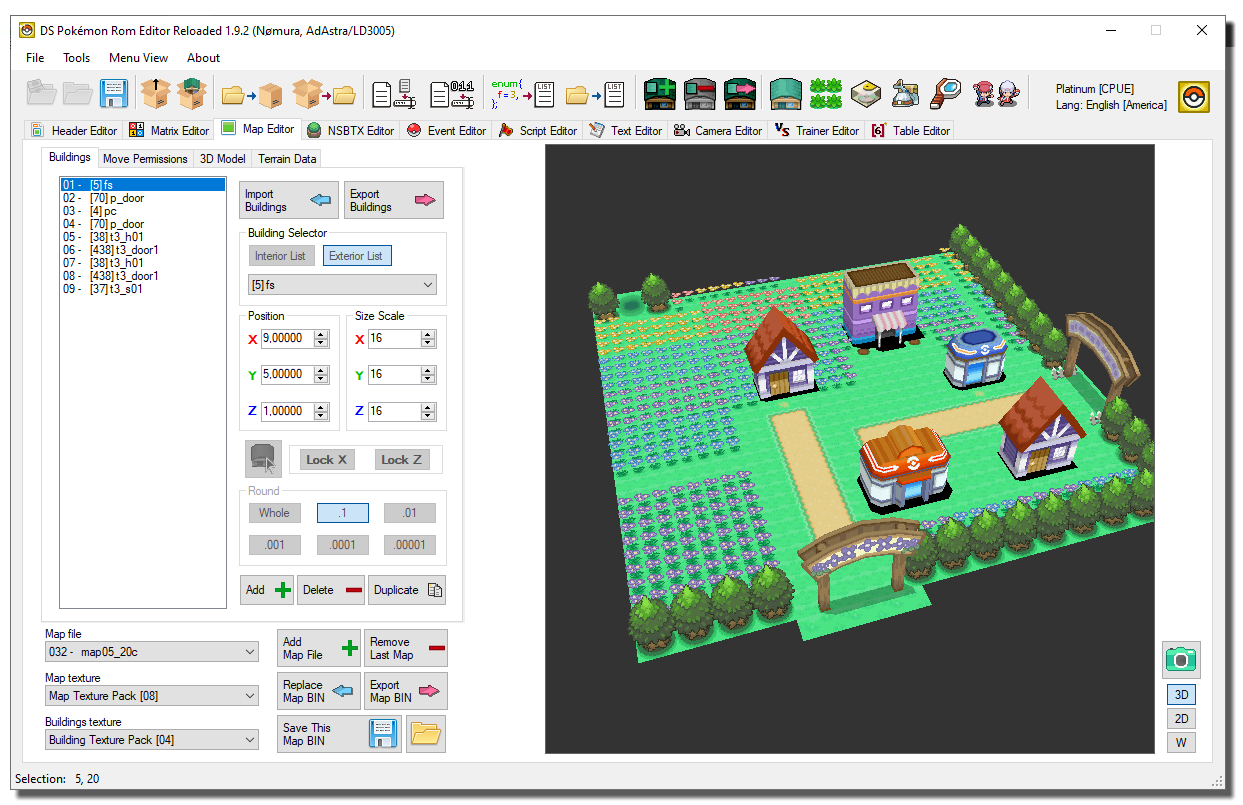 DS Pokémon Rom Editor Reloaded 1.9.2 (Nømura, AdAstra/LD3005)
File Tools Menu View About
enum{
f=3,
};
011
LIST
LIST
Platinum [CPUE]
Lang: English [America]
Header Editor Matrix Editor Map Editor NSBTX Editor Event Editor Script Editor Text Editor Camera Editor VS Trainer Editor [6] Table Editor
Buildings Move Permissions 3D Model Terrain Data
01 - [5] fs
02 - [70] p_door
03 - [4] pc
04 - [70] p_door
05 - [38] t3_h01
06 - [438] t3_door1
07 - [38] t3_h01
08 - [438] t3_door1
09 - [37] t3_s01
Import
Buildings
Export
Buildings
Building Selector
Interior List Exterior List
[5] fs
Position Size Scale
X 9,00000 X 16
Y 5,00000 Y 16
Z 1,00000 Z 16
Lock X Lock Z
Round
Whole .1 .01
.001 .0001 .00001
Add Delete Duplicate
Map file
032 - map05_20c
Map texture
Map Texture Pack [08]
Buildings texture
Building Texture Pack [04]
Add
Map File
Remove
Last Map
Replace
Map BIN
Export
Map BIN
Save This
Map BIN
3D
2D
W
Selection: 5, 20